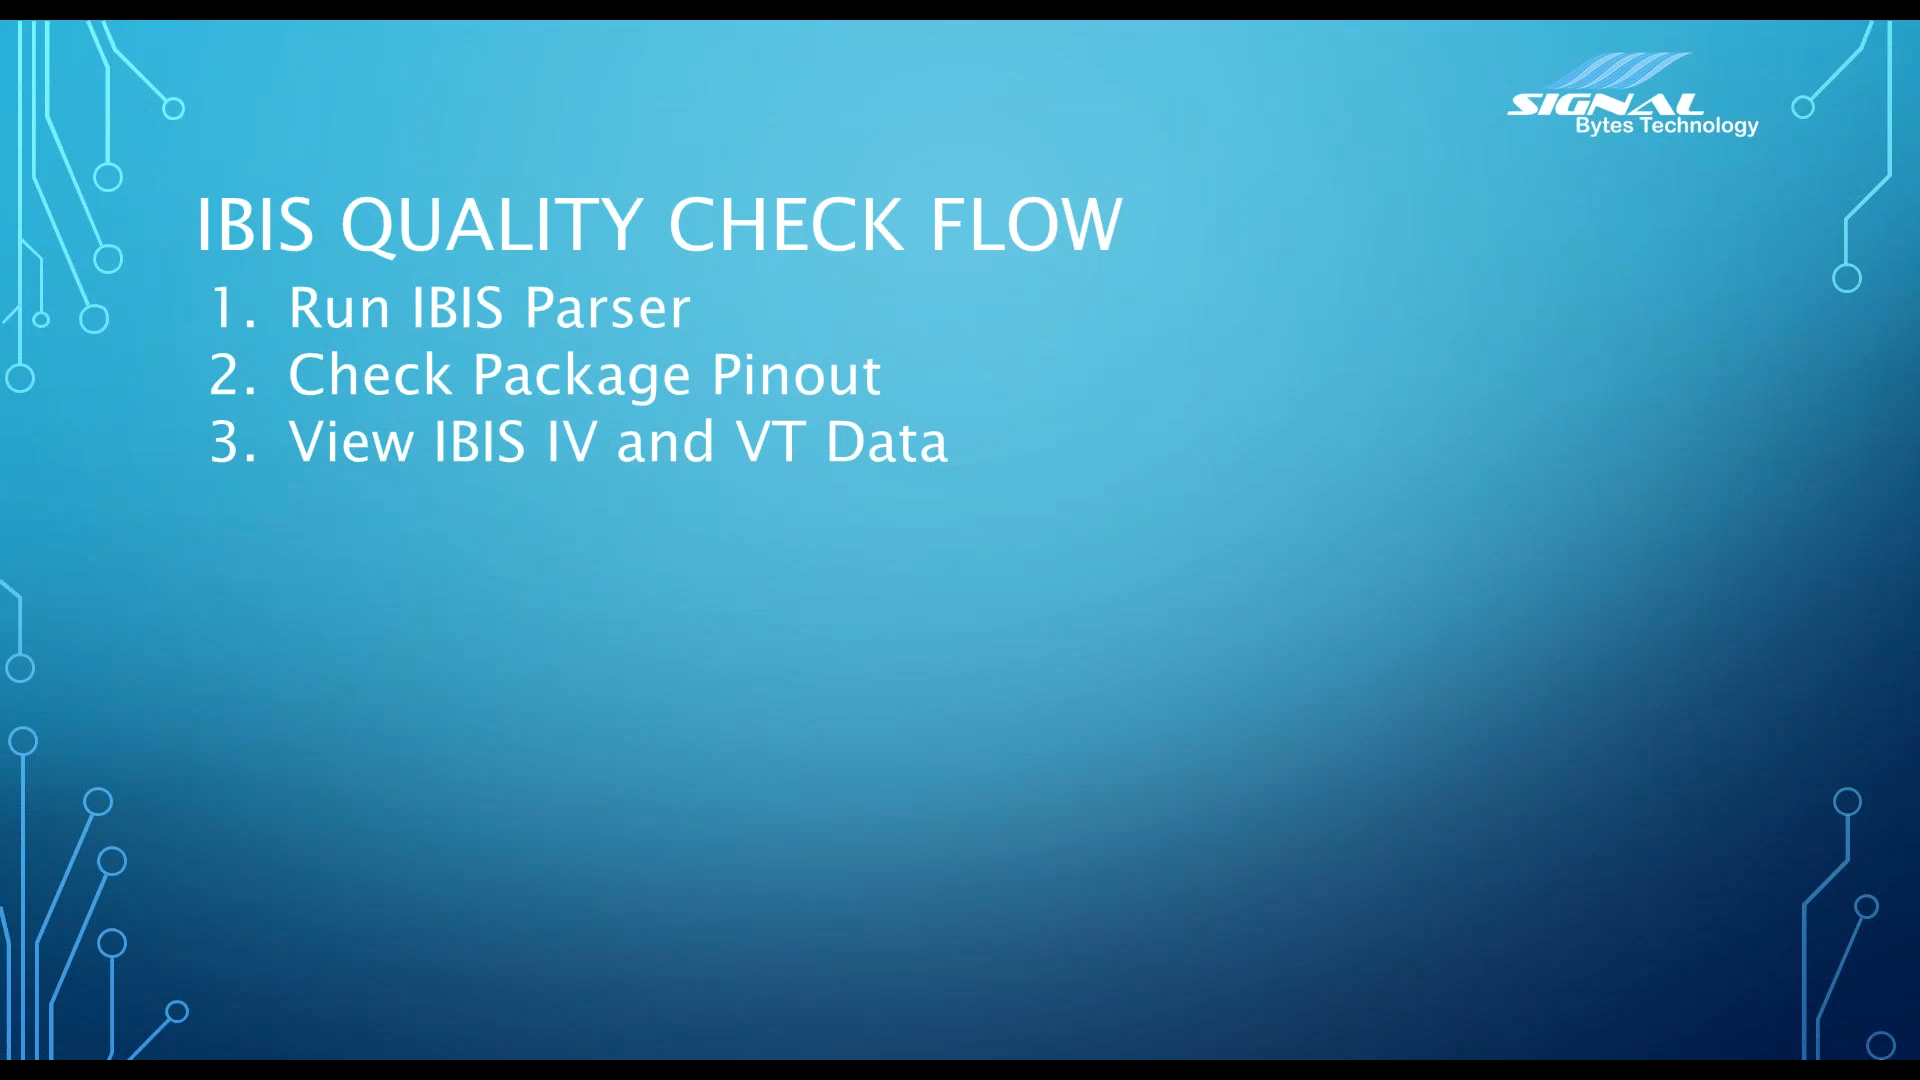 SIGNAL
Bytes Technology
IBIS QUALITY CHECK FLOW
1. Run IBIS Parser
2. Check Package Pinout
3. View IBIS IV and VT Data